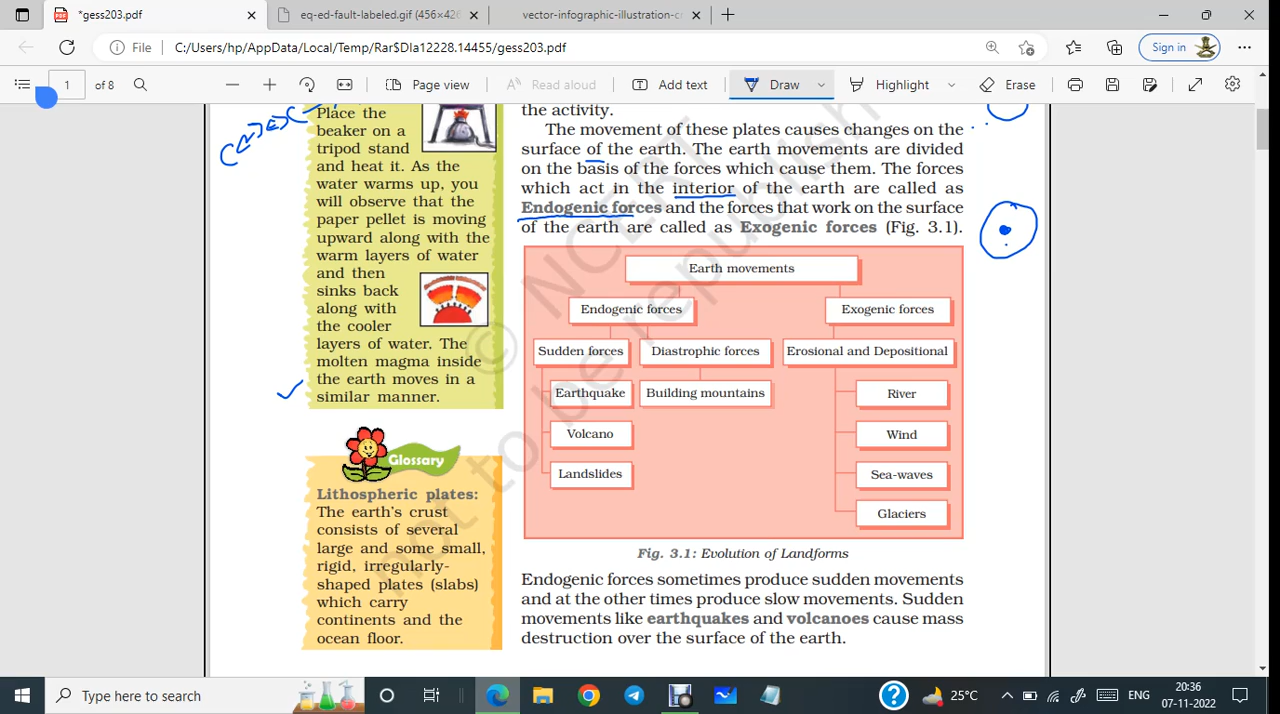 *gess203.pdf
eq-ed-fault-labeled.gif (456×426
vector-infographic-illustration-c
File
C:/Users/hp/AppData/Local/Temp/Rar$DIa12228.14455/gess203.pdf
Sign in
1
of 8
Page view
Read aloud
Add text
Draw
Highlight
Erase
Place the
beaker on a
tripod stand
and heat it. As the
water warms up, you
will observe that the
paper pellet is moving
upward along with the
warm layers of water
and then
sinks back
along with
the cooler
layers of water. The
molten magma inside
the earth moves in a
similar manner.
Glossary
Lithospheric plates:
The earth's crust
consists of several
large and some small,
rigid, irregularly-
shaped plates (slabs)
which carry
continents and the
ocean floor.
the activity.
The movement of these plates causes changes on the
surface of the earth. The earth movements are divided
on the basis of the forces which cause them. The forces
which act in the interior of the earth are called as
Endogenic forces and the forces that work on the surface
of the earth are called as Exogenic forces (Fig. 3.1).
Earth movements
Endogenic forces
Exogenic forces
Sudden forces
Diastrophic forces
Erosional and Depositional
Earthquake
Building mountains
River
Volcano
Wind
Landslides
Sea-waves
Glaciers
Fig. 3.1: Evolution of Landforms
Endogenic forces sometimes produce sudden movements
and at the other times produce slow movements. Sudden
movements like earthquakes and volcanoes cause mass
destruction over the surface of the earth.
© NCERT
not to be republished
Type here to search
25°C
ENG
20:36
07-11-2022